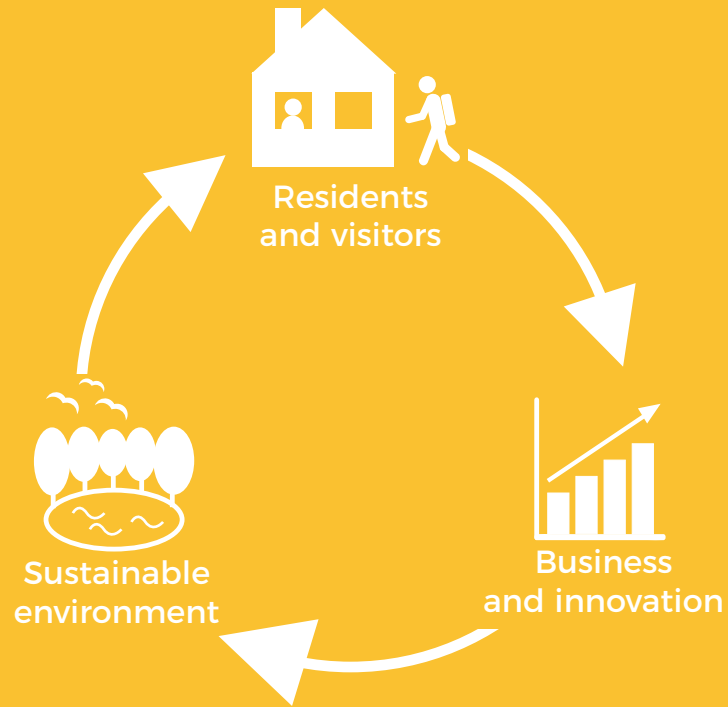 Residents
and visitors
Business
and innovation
Sustainable
environment